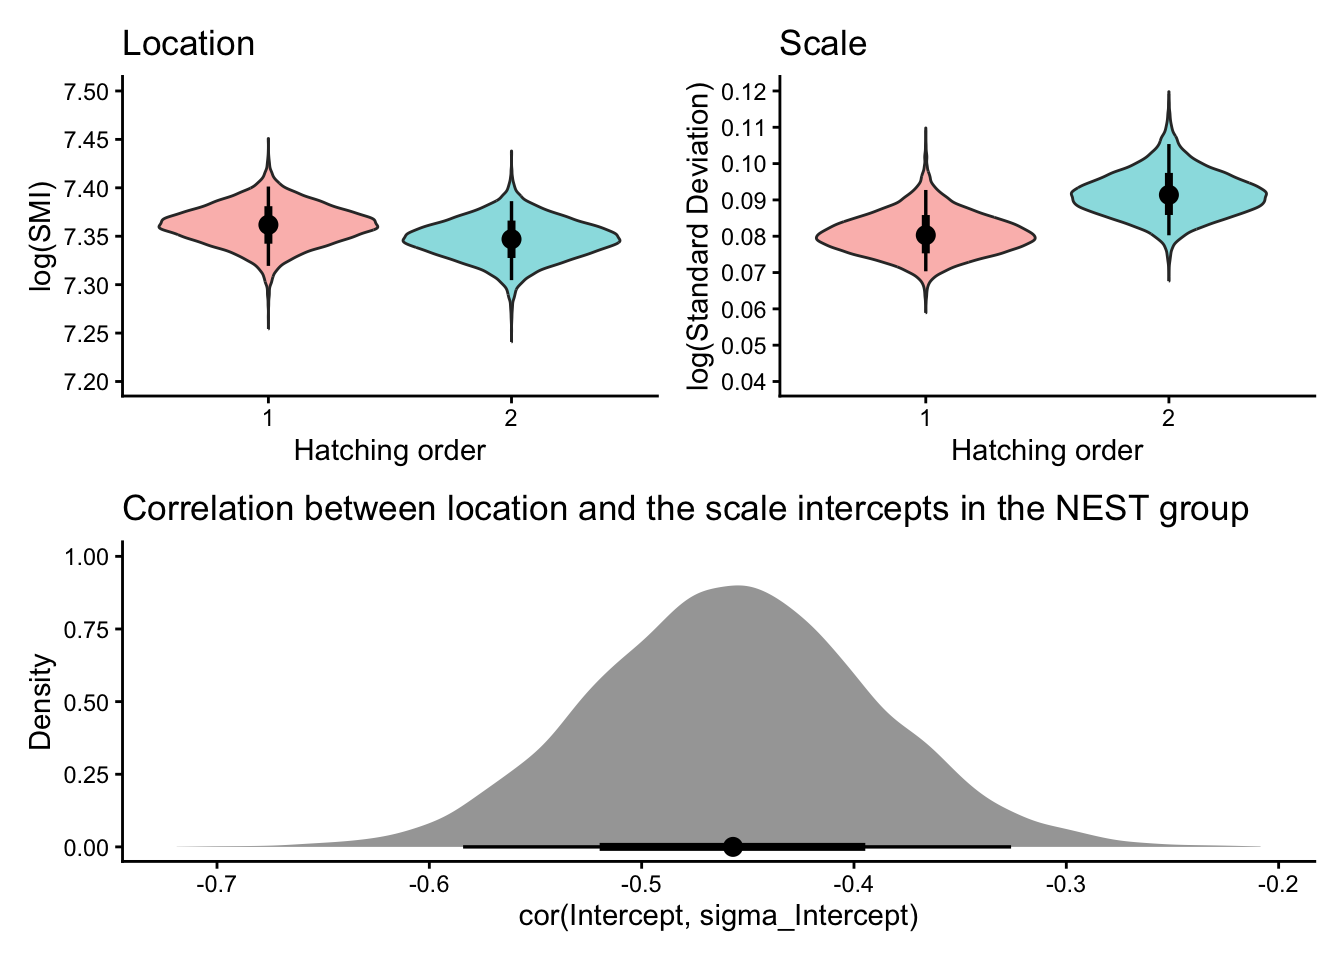 Location
log(SMI)
7.50
7.45
7.40
7.35
7.30
7.25
7.20
1 2
Hatching order
Scale
log(Standard Deviation)
0.12
0.11
0.10
0.09
0.08
0.07
0.06
0.05
0.04
1 2
Hatching order
Correlation between location and the scale intercepts in the NEST group
Density
1.00
0.75
0.50
0.25
0.00
-0.7 -0.6 -0.5 -0.4 -0.3 -0.2
cor(Intercept, sigma_Intercept)